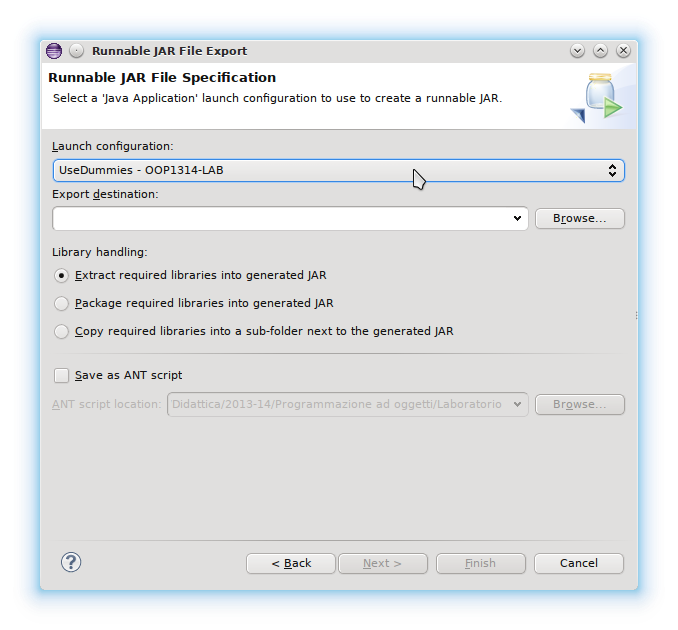 Runnable JAR File Export
Runnable JAR File Specification
Select a 'Java Application' launch configuration to use to create a runnable JAR.
Launch configuration:
UseDummies - OOP1314-LAB
Export destination:
Browse...
Library handling:
Extract required libraries into generated JAR
Package required libraries into generated JAR
Copy required libraries into a sub-folder next to the generated JAR
Save as ANT script
ANT script location: Didattica/2013-14/Programmazione ad oggetti/Laboratorio Browse...
? < Back Next > Finish Cancel